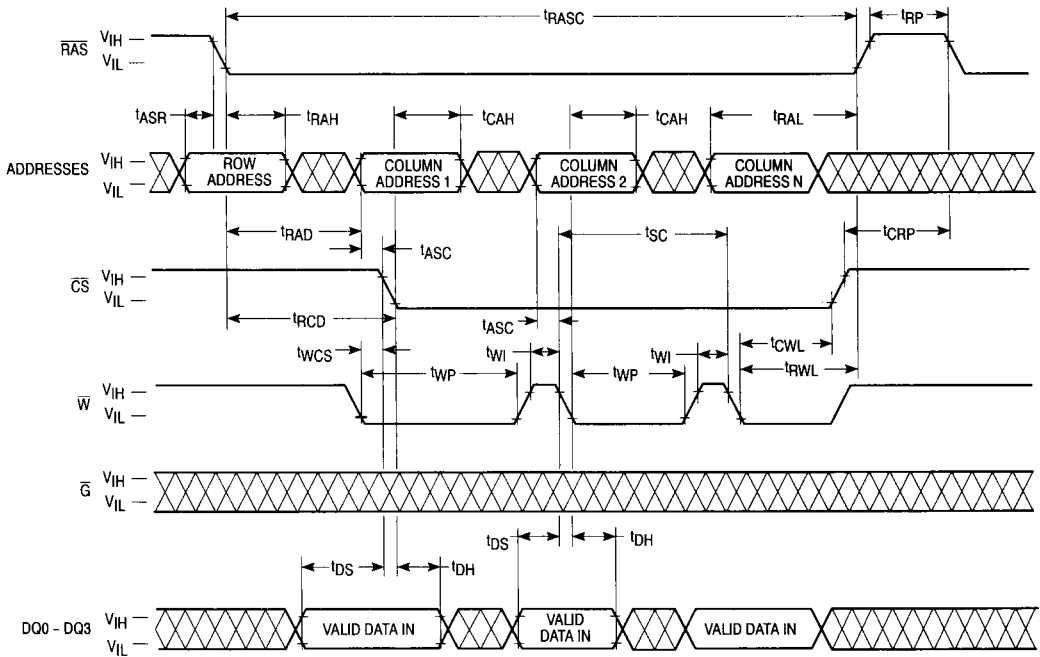 tRASC
tRP
RAS
VIH
VIL
tASR
tRAH
tCAH
tCAH
tRAL
ADDRESSES
VIH
VIL
ROW
ADDRESS
COLUMN
ADDRESS 1
COLUMN
ADDRESS 2
COLUMN
ADDRESS N
tRAD
tASC
tSC
tCRP
CS
VIH
VIL
tRCD
tASC
tCWL
tWCS
tWP
tWI
tWP
tWI
tRWL
W
VIH
VIL
G
VIH
VIL
tDS
tDH
tDS
tDH
DQ0 – DQ3
VIH
VIL
VALID DATA IN
VALID
DATA IN
VALID DATA IN